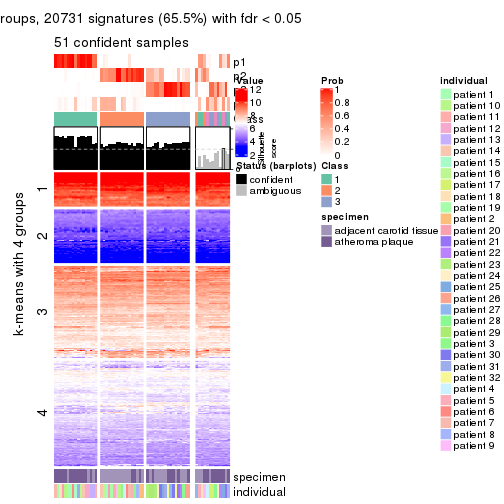 roups, 20731 signatures (65.5%) with fdr < 0.05
51 confident samples
p1
p2
Value
12
10
8
6
4
2
Prob
1
0.8
0.6
0.4
0.2
0
silhouette
score
Status (barplots)
confident
ambiguous
Class
1
2
3
specimen
adjacent carotid tissue
atheroma plaque
individual
patient 1
patient 10
patient 11
patient 12
patient 13
patient 14
patient 15
patient 16
patient 17
patient 18
patient 19
patient 2
patient 20
patient 21
patient 22
patient 23
patient 24
patient 25
patient 26
patient 27
patient 28
patient 29
patient 3
patient 30
patient 31
patient 32
patient 4
patient 5
patient 6
patient 7
patient 8
patient 9
k-means with 4 groups
1
2
3
4
specimen
individual